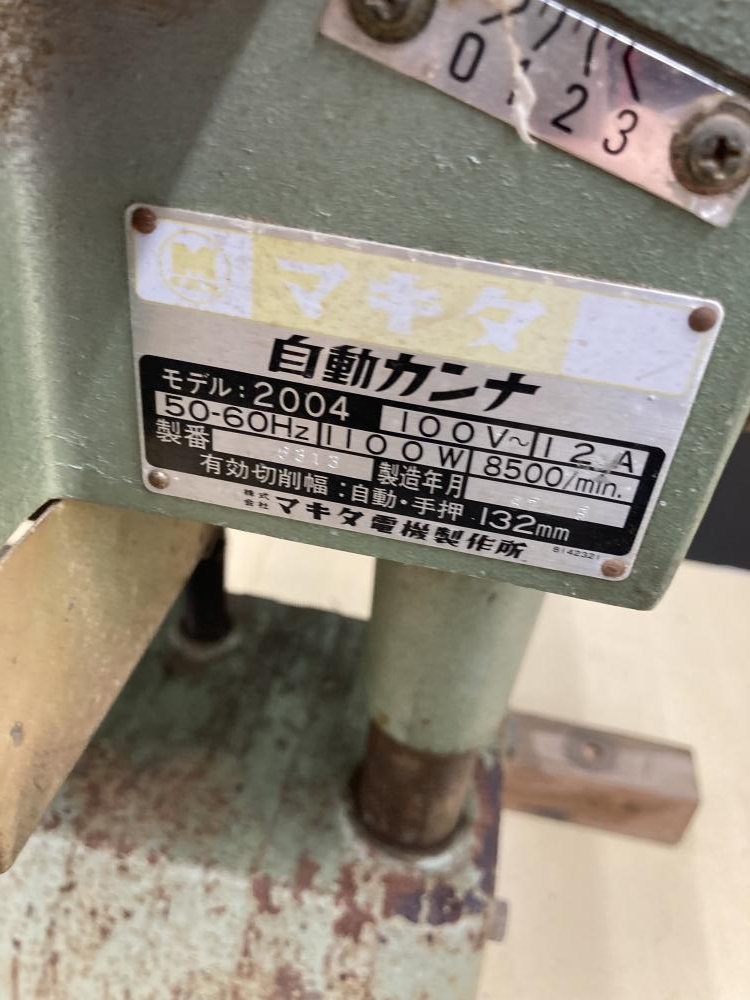 0 1 2 3
マキタ
自動カンナ
モデル:2004 100V~ 12A
50-60Hz 1100W 8500/min.
製番 製造年月
有効切削幅:自動・手押 132mm
株式会社 マキタ電機製作所